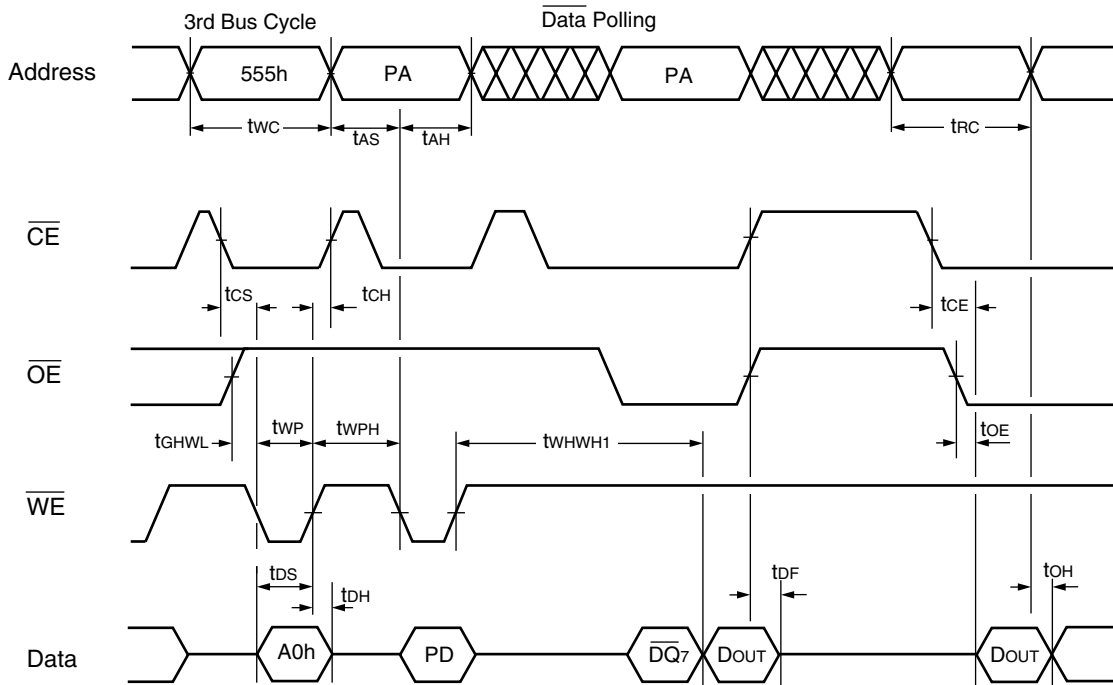 3rd Bus Cycle Data Polling
Address 555h PA PA
tWC tAS tAH tRC
CE
tCS tCH tCE
OE
tGHWL tWP tWPH tWHWH1 tOE
WE
tDS tDH tDF tOH
Data A0h PD DQ7 DOUT DOUT